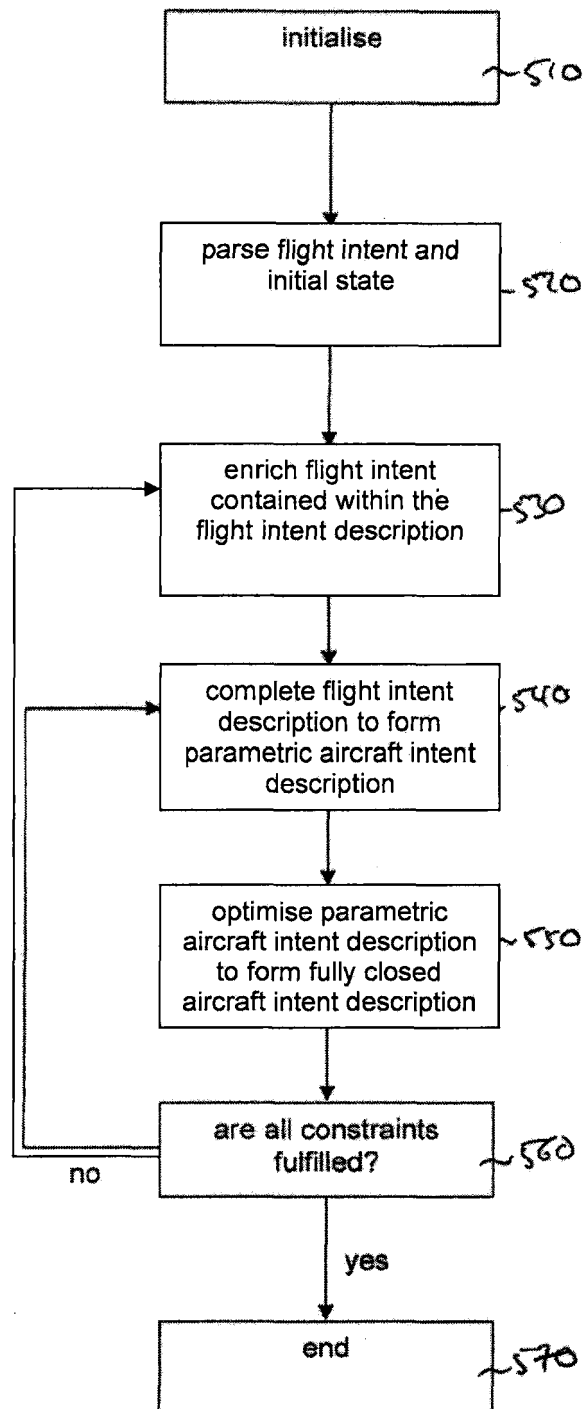 initialise
510
parse flight intent and
initial state
520
enrich flight intent
contained within the
flight intent description
530
complete flight intent
description to form
parametric aircraft intent
description
540
optimise parametric
aircraft intent description
to form fully closed
aircraft intent description
550
are all constraints
fulfilled?
560
no
yes
end
570